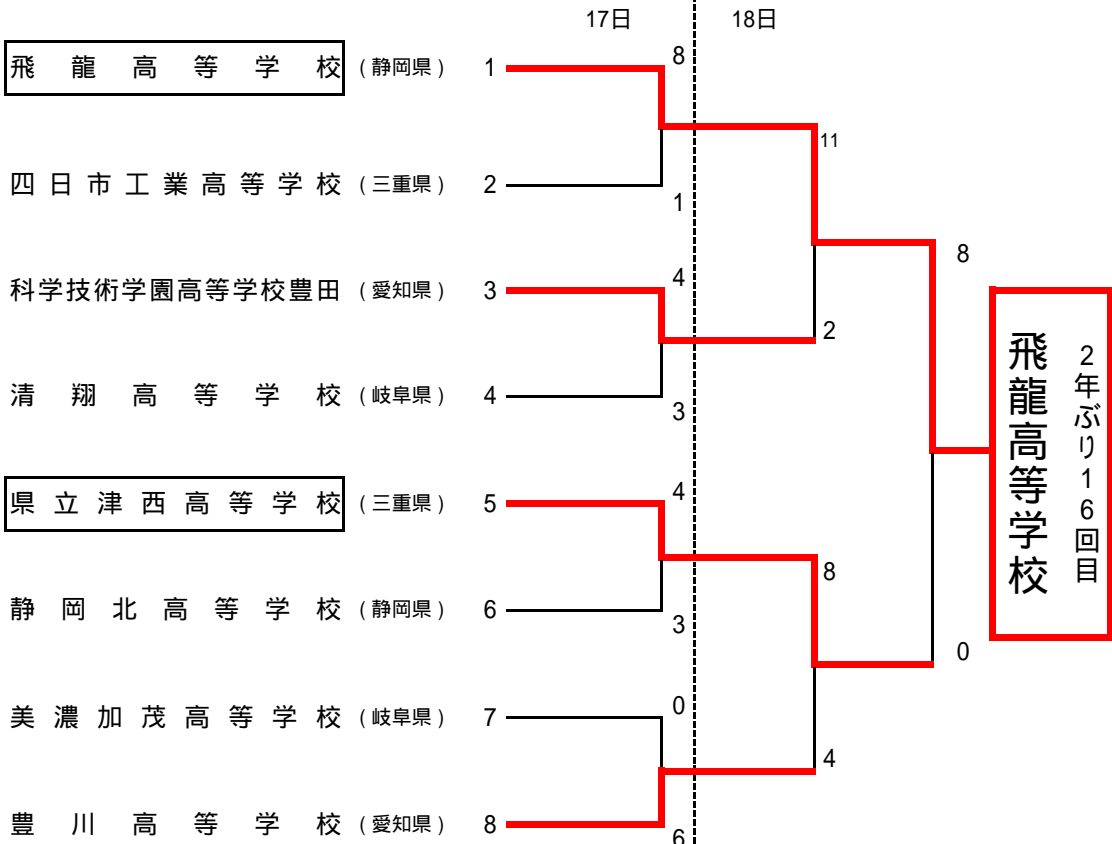 17日 18日
飛龍高等学校 (静岡県) 1
8
11
四日市工業高等学校 (三重県) 2
1
8
科学技術学園高等学校豊田 (愛知県) 3
4
2
清翔高等学校 (岐阜県) 4
3
飛龍高等学校
2年ぶり16回目
県立津西高等学校 (三重県) 5
4
8
静岡北高等学校 (静岡県) 6
3
0
美濃加茂高等学校 (岐阜県) 7
0
4
豊川高等学校 (愛知県) 8
6